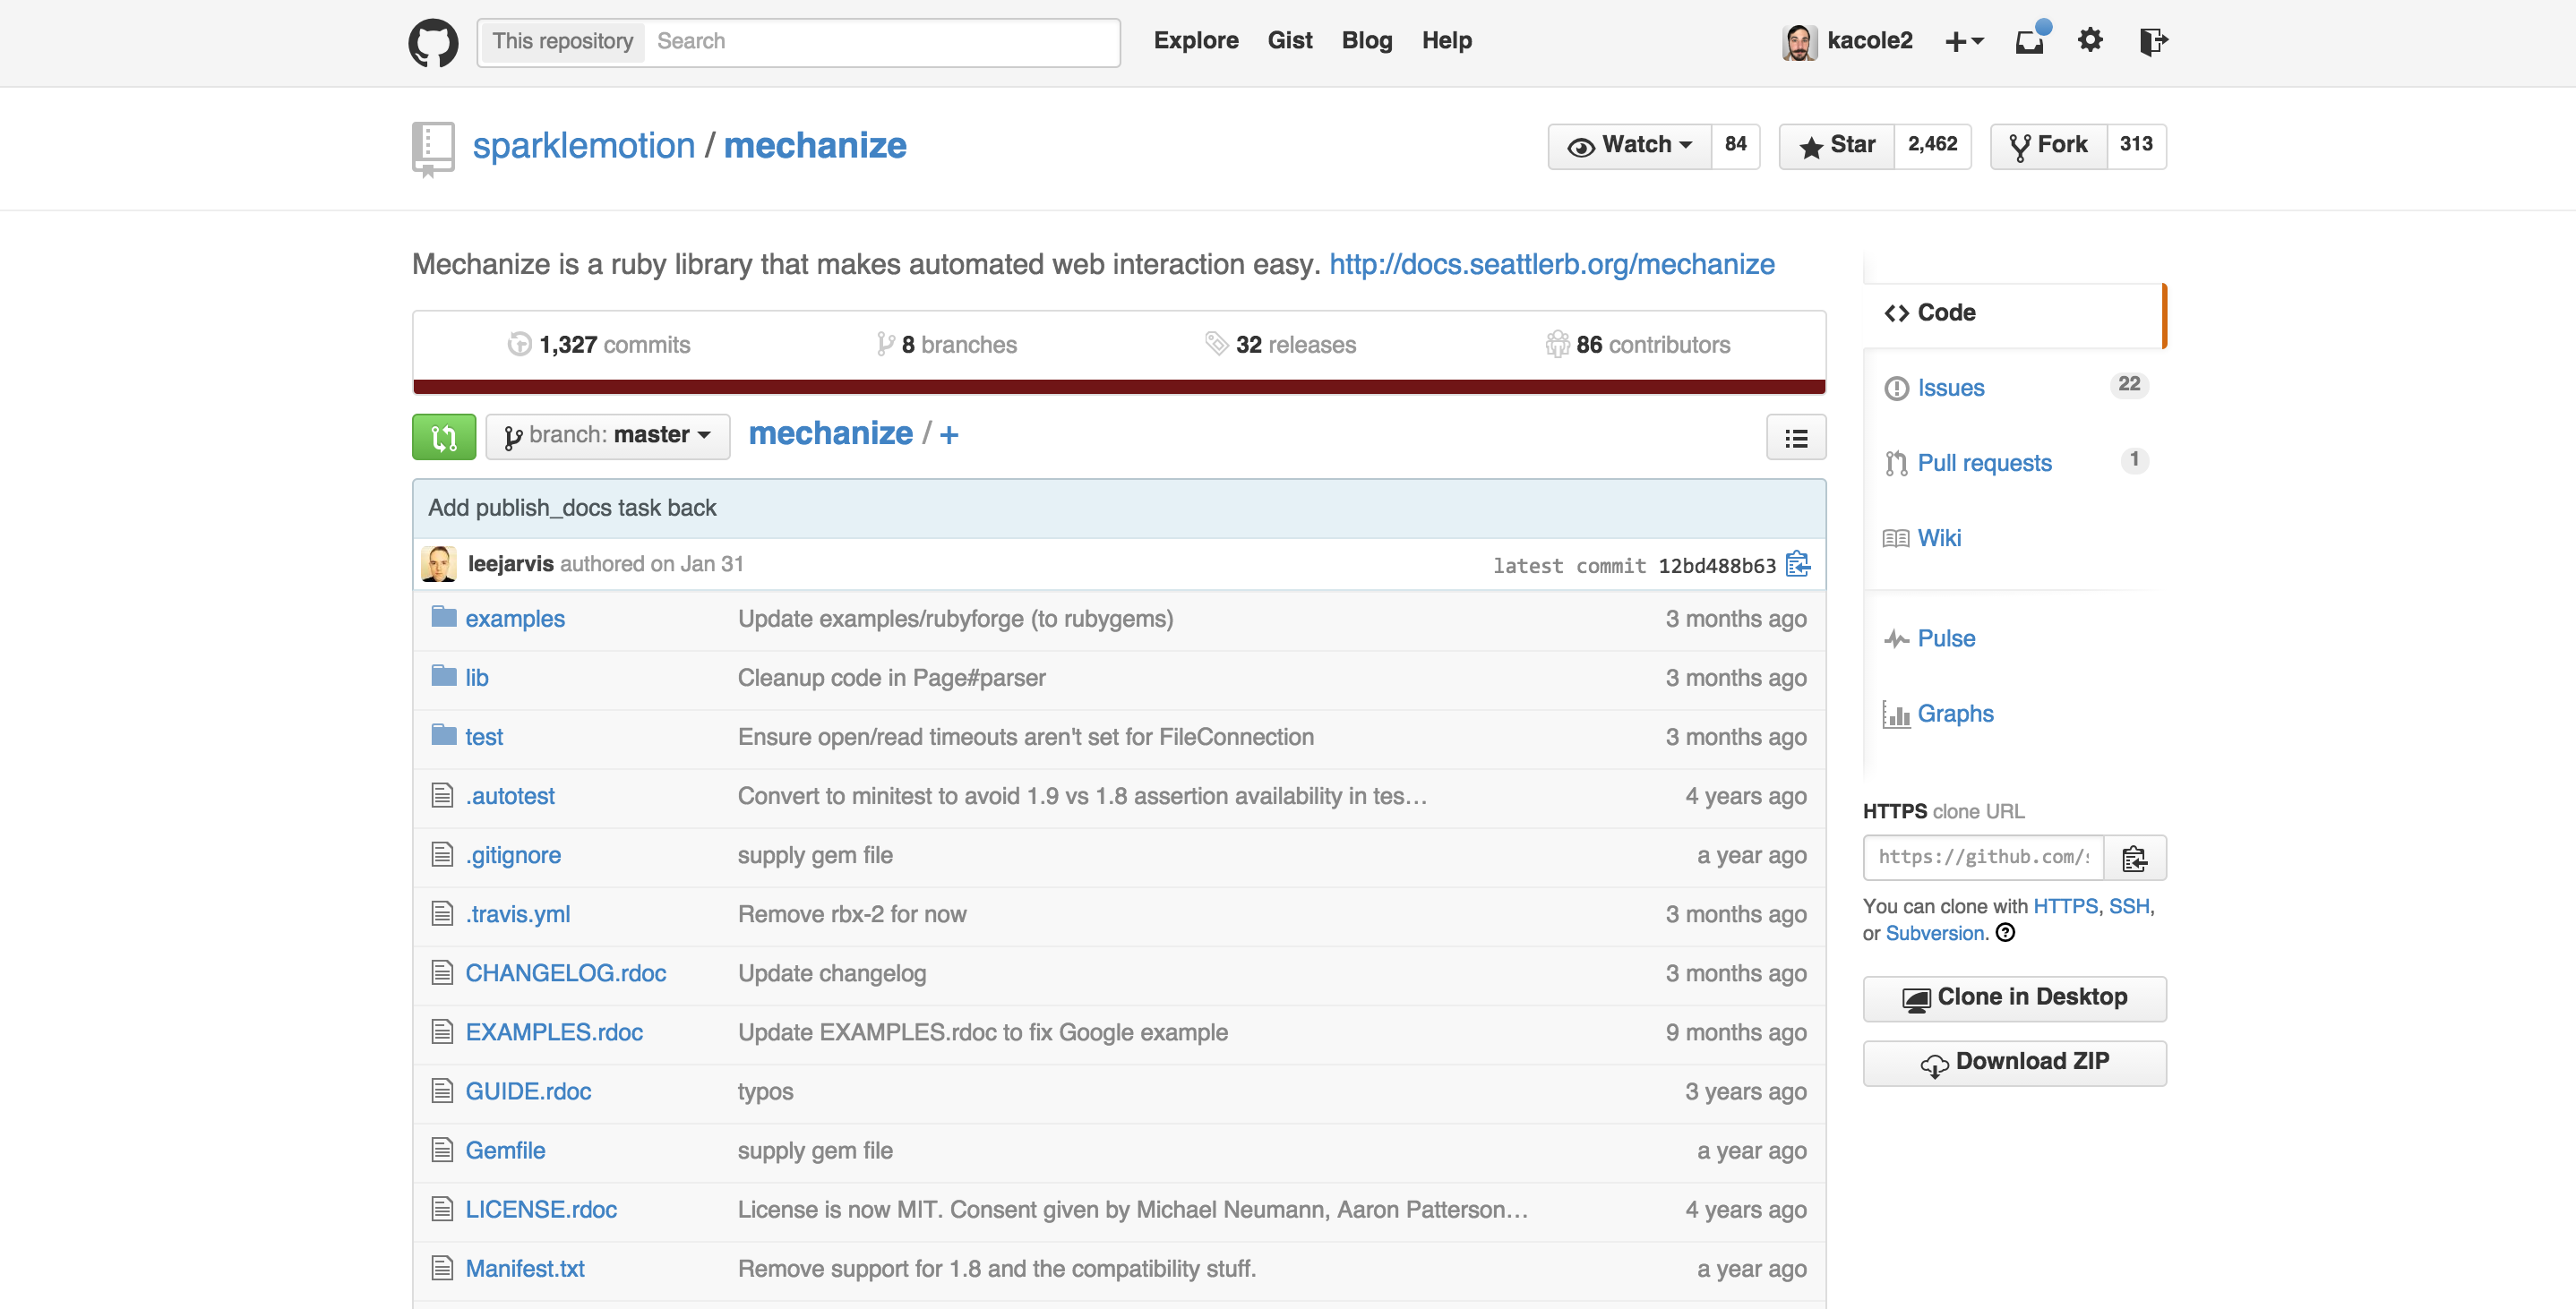 This repository Search Explore Gist Blog Help kacole2
sparklemotion / mechanize Watch 84 Star 2,462 Fork 313
Mechanize is a ruby library that makes automated web interaction easy. http://docs.seattlerb.org/mechanize
1,327 commits 8 branches 32 releases 86 contributors
branch: master mechanize / +
Add publish_docs task back
leejarvis authored on Jan 31 latest commit 12bd488b63
examples Update examples/rubyforge (to rubygems) 3 months ago
lib Cleanup code in Page#parser 3 months ago
test Ensure open/read timeouts aren't set for FileConnection 3 months ago
.autotest Convert to minitest to avoid 1.9 vs 1.8 assertion availability in tes… 4 years ago
.gitignore supply gem file a year ago
.travis.yml Remove rbx-2 for now 3 months ago
CHANGELOG.rdoc Update changelog 3 months ago
EXAMPLES.rdoc Update EXAMPLES.rdoc to fix Google example 9 months ago
GUIDE.rdoc typos 3 years ago
Gemfile supply gem file a year ago
LICENSE.rdoc License is now MIT. Consent given by Michael Neumann, Aaron Patterson… 4 years ago
Manifest.txt Remove support for 1.8 and the compatibility stuff. a year ago
Code
Issues 22
Pull requests 1
Wiki
Pulse
Graphs
HTTPS clone URL
https://github.com/s
You can clone with HTTPS, SSH,
or Subversion.
Clone in Desktop
Download ZIP